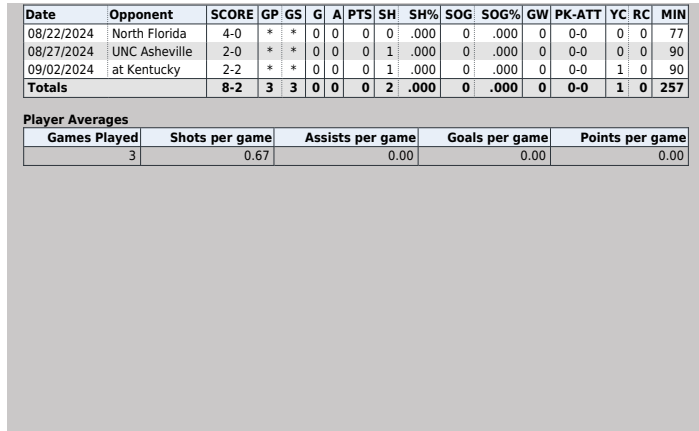 Date Opponent SCORE GP GS G A PTS SH SH% SOG SOG% GW PK-ATT YC RC MIN
08/22/2024 North Florida 4-0 * * 0 0 0 0 .000 0 .000 0 0-0 0 0 77
08/27/2024 UNC Asheville 2-0 * * 0 0 0 1 .000 0 .000 0 0-0 0 0 90
09/02/2024 at Kentucky 2-2 * * 0 0 0 1 .000 0 .000 0 0-0 1 0 90
Totals 8-2 3 3 0 0 0 2 .000 0 .000 0 0-0 1 0 257
Player Averages
Games Played Shots per game Assists per game Goals per game Points per game
3 0.67 0.00 0.00 0.00